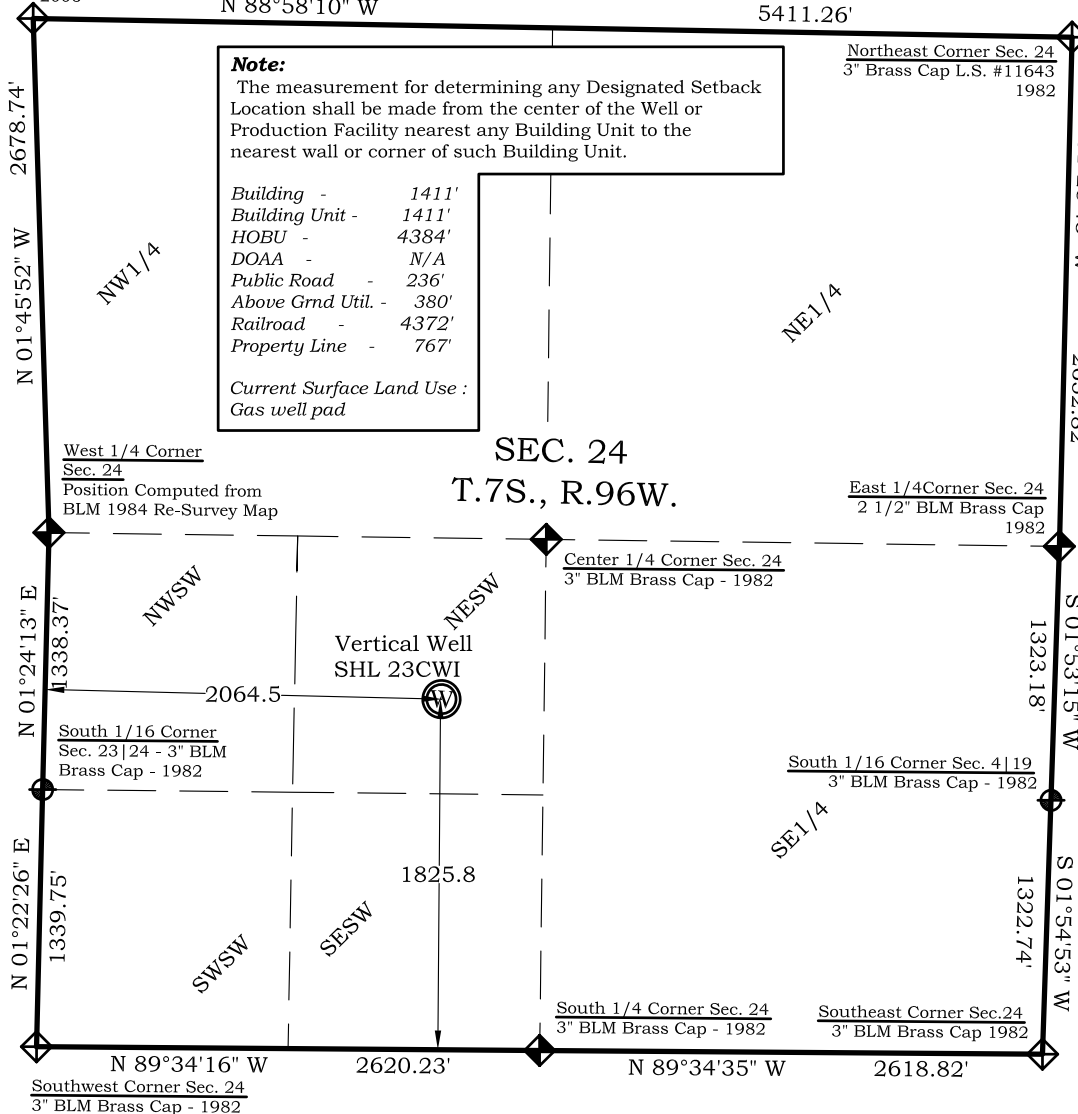 N 88°58'10" W
5411.26'
Northeast Corner Sec. 24
3" Brass Cap L.S. #11643
1982
Note:
The measurement for determining any Designated Setback
Location shall be made from the center of the Well or
Production Facility nearest any Building Unit to the
nearest wall or corner of such Building Unit.
Building - 1411'
Building Unit - 1411'
HOBU - 4384'
DOAA - N/A
Public Road - 236'
Above Grnd Util. - 380'
Railroad - 4372'
Property Line - 767'
Current Surface Land Use :
Gas well pad
2678.74'
N 01°45'52" W
NW1/4
NE1/4
SEC. 24
T.7S., R.96W.
West 1/4 Corner
Sec. 24
Position Computed from
BLM 1984 Re-Survey Map
East 1/4Corner Sec. 24
2 1/2" BLM Brass Cap
1982
Center 1/4 Corner Sec. 24
3" BLM Brass Cap - 1982
NWSW
NESW
N 01°24'13" E
1338.37'
Vertical Well
SHL 23CWI
W
2064.5
1323.18'
S 01°53'15" W
South 1/16 Corner
Sec. 23|24 - 3" BLM
Brass Cap - 1982
South 1/16 Corner Sec. 4|19
3" BLM Brass Cap - 1982
SE1/4
1825.8
N 01°22'26" E
1339.75'
SWSW
SESW
1322.74'
S 01°54'53" W
South 1/4 Corner Sec. 24
3" BLM Brass Cap - 1982
Southeast Corner Sec.24
3" BLM Brass Cap 1982
N 89°34'16" W
2620.23'
N 89°34'35" W
2618.82'
Southwest Corner Sec. 24
3" BLM Brass Cap - 1982